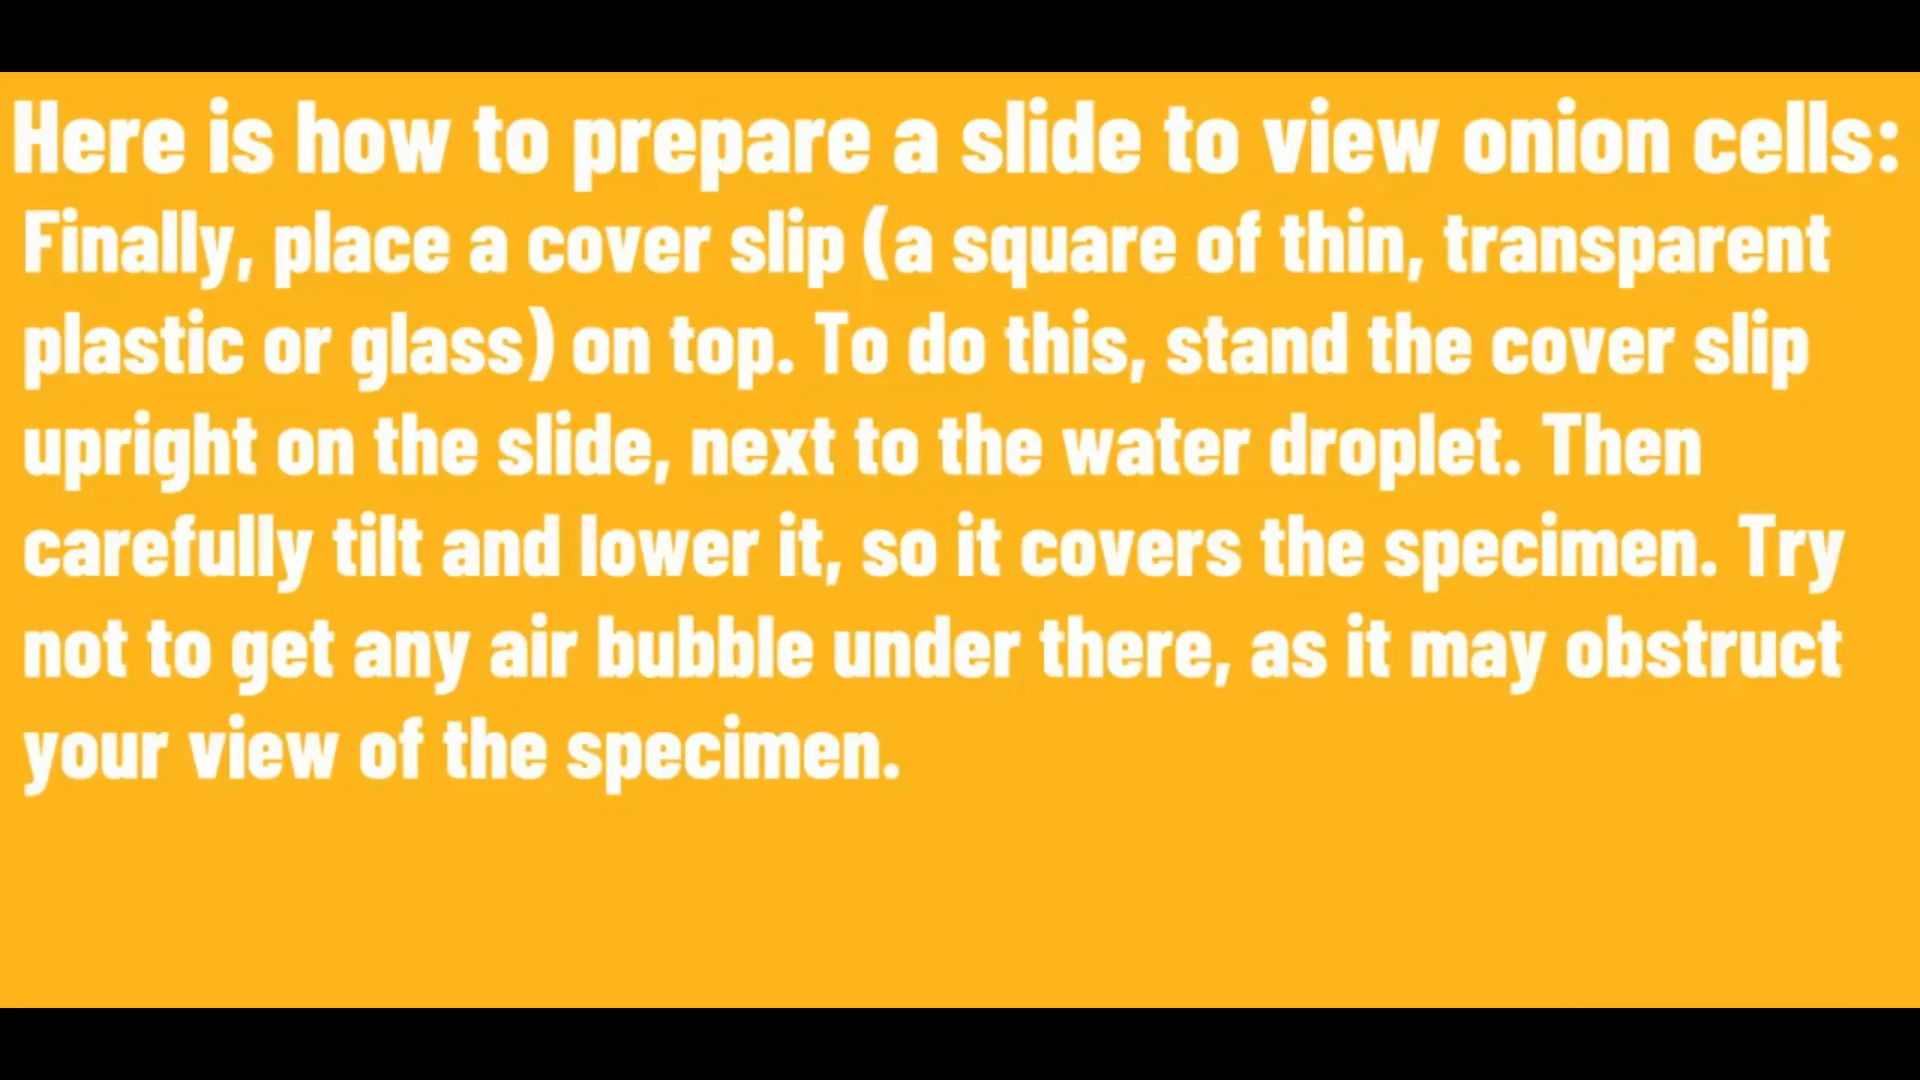 Here is how to prepare a slide to view onion cells:
Finally, place a cover slip (a square of thin, transparent
plastic or glass) on top. To do this, stand the cover slip
upright on the slide, next to the water droplet. Then
carefully tilt and lower it, so it covers the specimen. Try
not to get any air bubble under there, as it may obstruct
your view of the specimen.